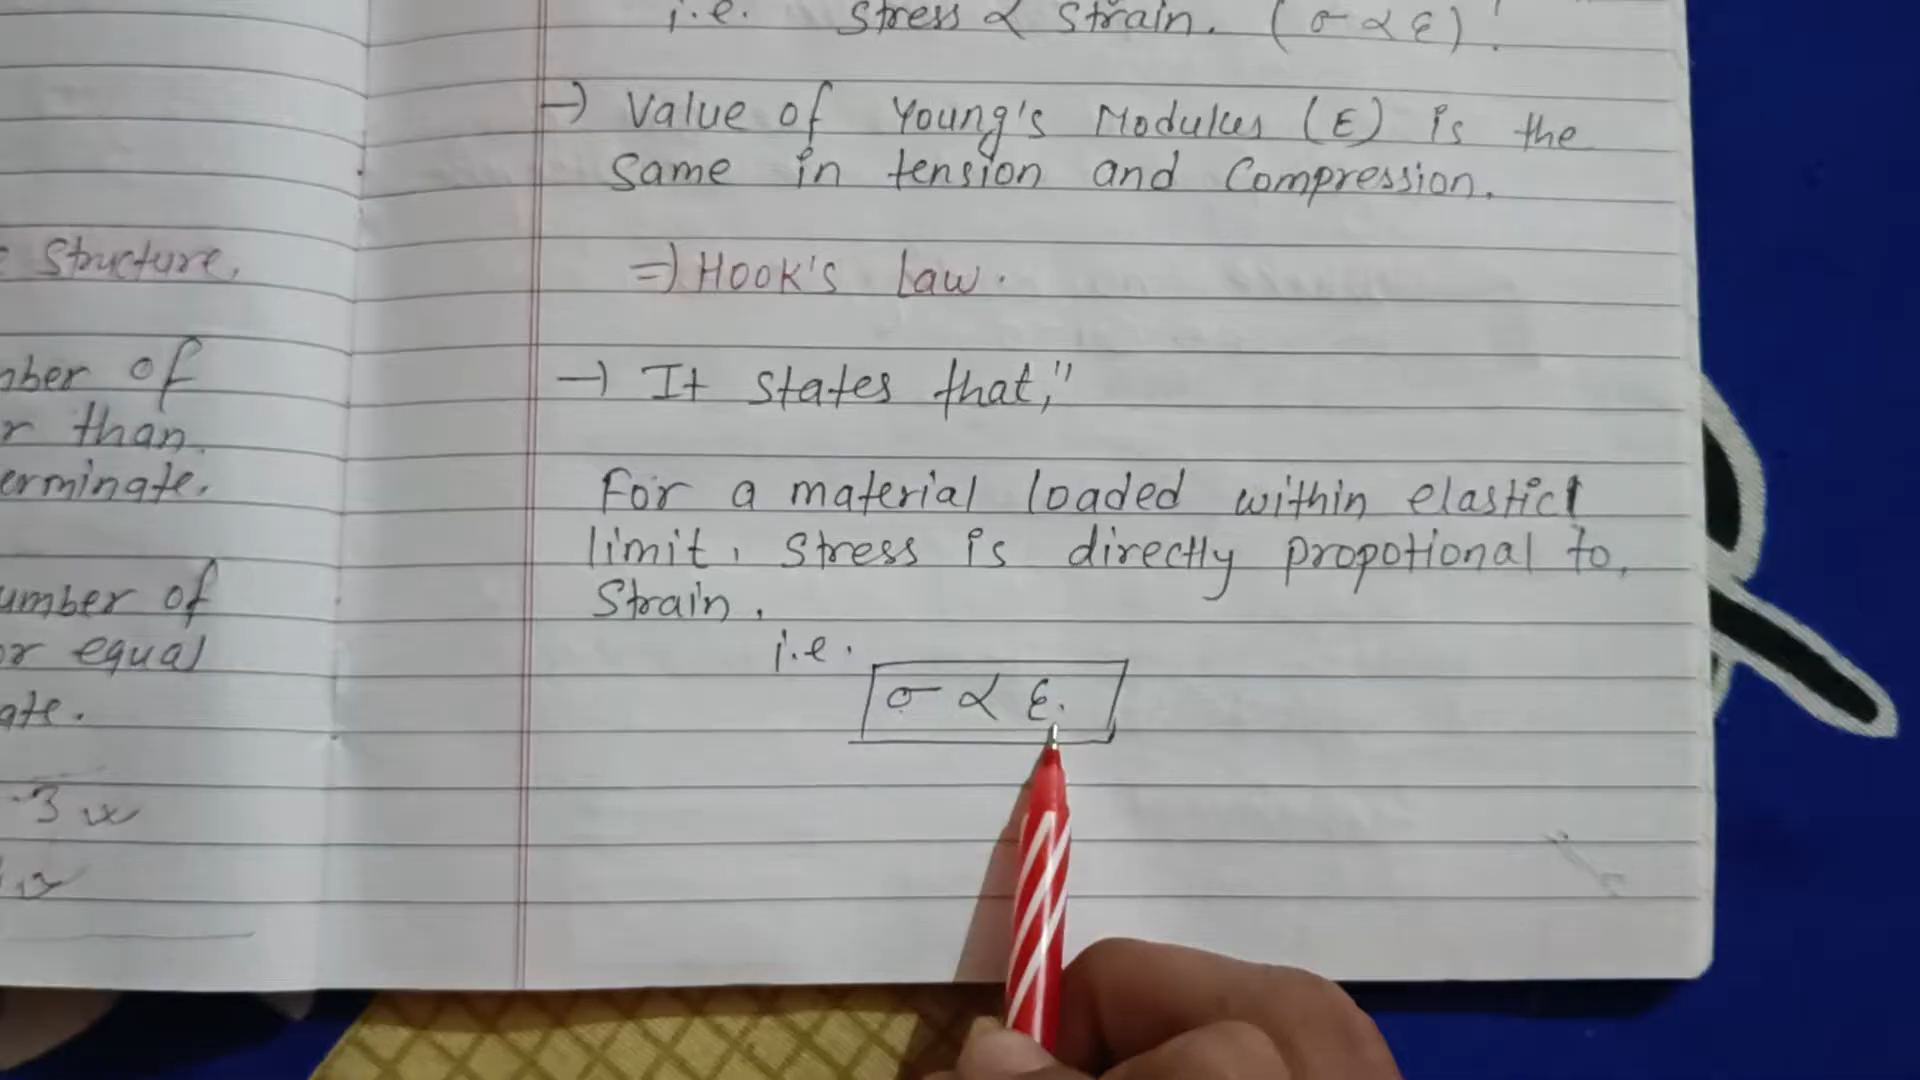 Structure.
of
r than
erminate.
umber of
or equal
ate.
-3
i.e. Stress α Strain. (σ α ε)
→ Value of Young's Modulus (E) is the
same in tension and Compression.
⇒ HOOK'S Law.
→ It states that,"
For a material loaded within elastic
limit, stress is directly propotional to,
Strain.
i.e.
σ α ε.